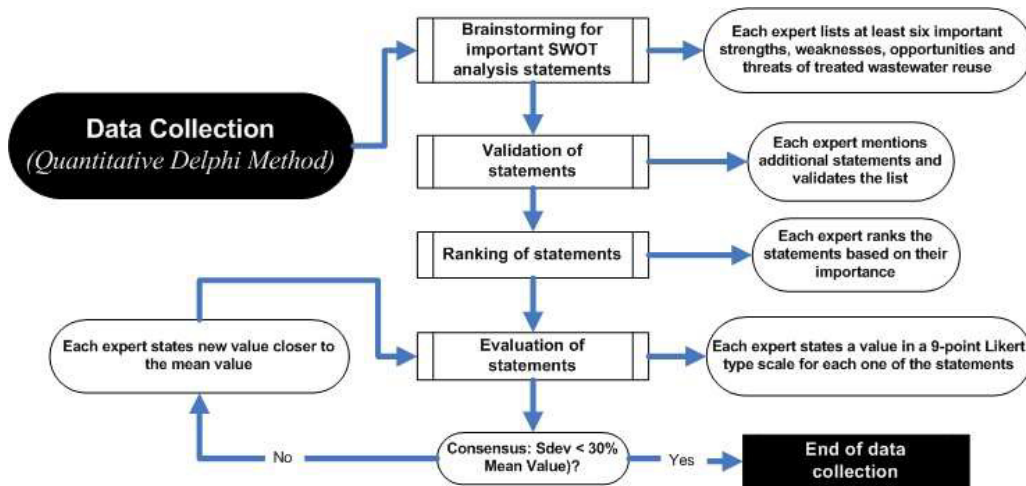 Data Collection
(Quantitative Delphi Method)
Brainstorming for
important SWOT
analysis statements
Each expert lists at least six important
strengths, weaknesses, opportunities and
threats of treated wastewater reuse
Validation of
statements
Each expert mentions
additional statements and
validates the list
Ranking of statements
Each expert ranks the
statements based on their
importance
Evaluation of
statements
Each expert states a value in a 9-point Likert
type scale for each one of the statements
Each expert states new value closer
to the mean value
Consensus: Sdev < 30%
Mean Value)?
No
Yes
End of data
collection